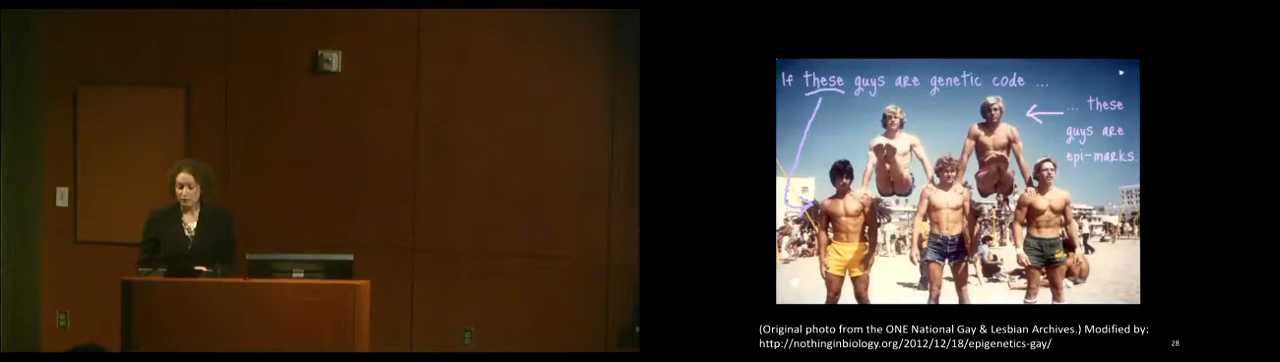 If these guys are genetic code ...
... these
guys are
epi-marks.
(Original photo from the ONE National Gay & Lesbian Archives.) Modified by:
http://nothinginbiology.org/2012/12/18/epigenetics-gay/
28